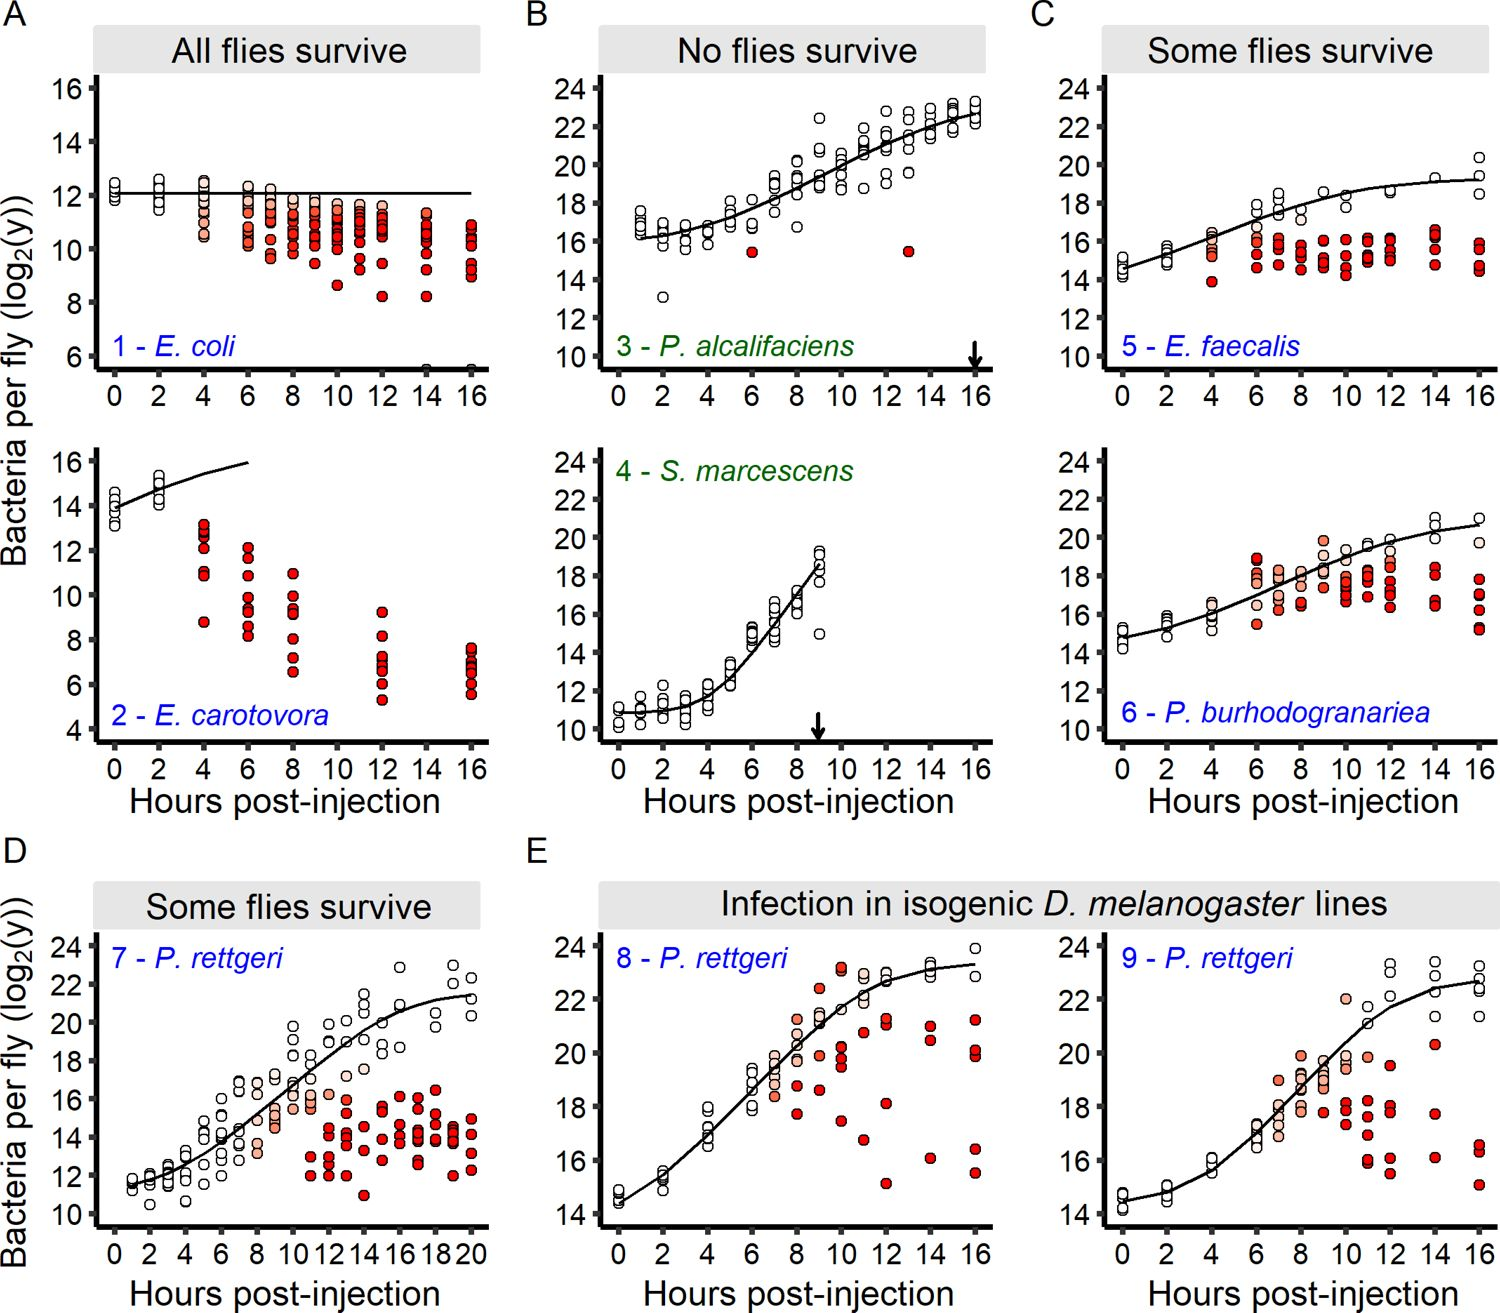 A
B
C
All flies survive
No flies survive
Some flies survive
Bacteria per fly (log2(y))
16
14
12
10
8
6
1 - E. coli
0 2 4 6 8 10 12 14 16
24
22
20
18
16
14
12
10
3 - P. alcalifaciens
0 2 4 6 8 10 12 14 16
24
22
20
18
16
14
12
10
5 - E. faecalis
0 2 4 6 8 10 12 14 16
16
14
12
10
8
6
4
2 - E. carotovora
0 2 4 6 8 10 12 14 16
Hours post-injection
24
22
20
18
16
14
12
10
4 - S. marcescens
0 2 4 6 8 10 12 14 16
Hours post-injection
24
22
20
18
16
14
12
10
6 - P. burhodogranariea
0 2 4 6 8 10 12 14 16
Hours post-injection
D
E
Some flies survive
Infection in isogenic D. melanogaster lines
Bacteria per fly (log2(y))
24
22
20
18
16
14
12
10
7 - P. rettgeri
0 2 4 6 8 10 12 14 16 18 20
Hours post-injection
24
22
20
18
16
14
8 - P. rettgeri
0 2 4 6 8 10 12 14 16
Hours post-injection
24
22
20
18
16
14
9 - P. rettgeri
0 2 4 6 8 10 12 14 16
Hours post-injection